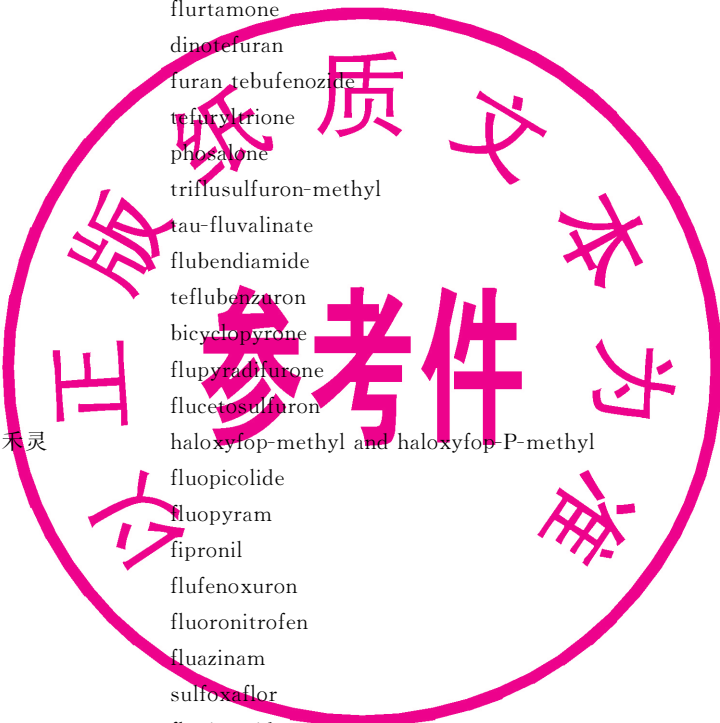 flurtamone
dinotefuran
furan tebufenozide
tefuryltrione
phosalone
triflusulfuron-methyl
tau-fluvalinate
flubendiamide
teflubenzuron
bicyclopyrone
flupyradifurone
flucetosulfuron
禾灵 haloxyfop-methyl and haloxyfop-P-methyl
fluopicolide
fluopyram
fipronil
flufenoxuron
fluoronitrofen
fluazinam
sulfoxaflor
以正版纸质文本为准
参考件